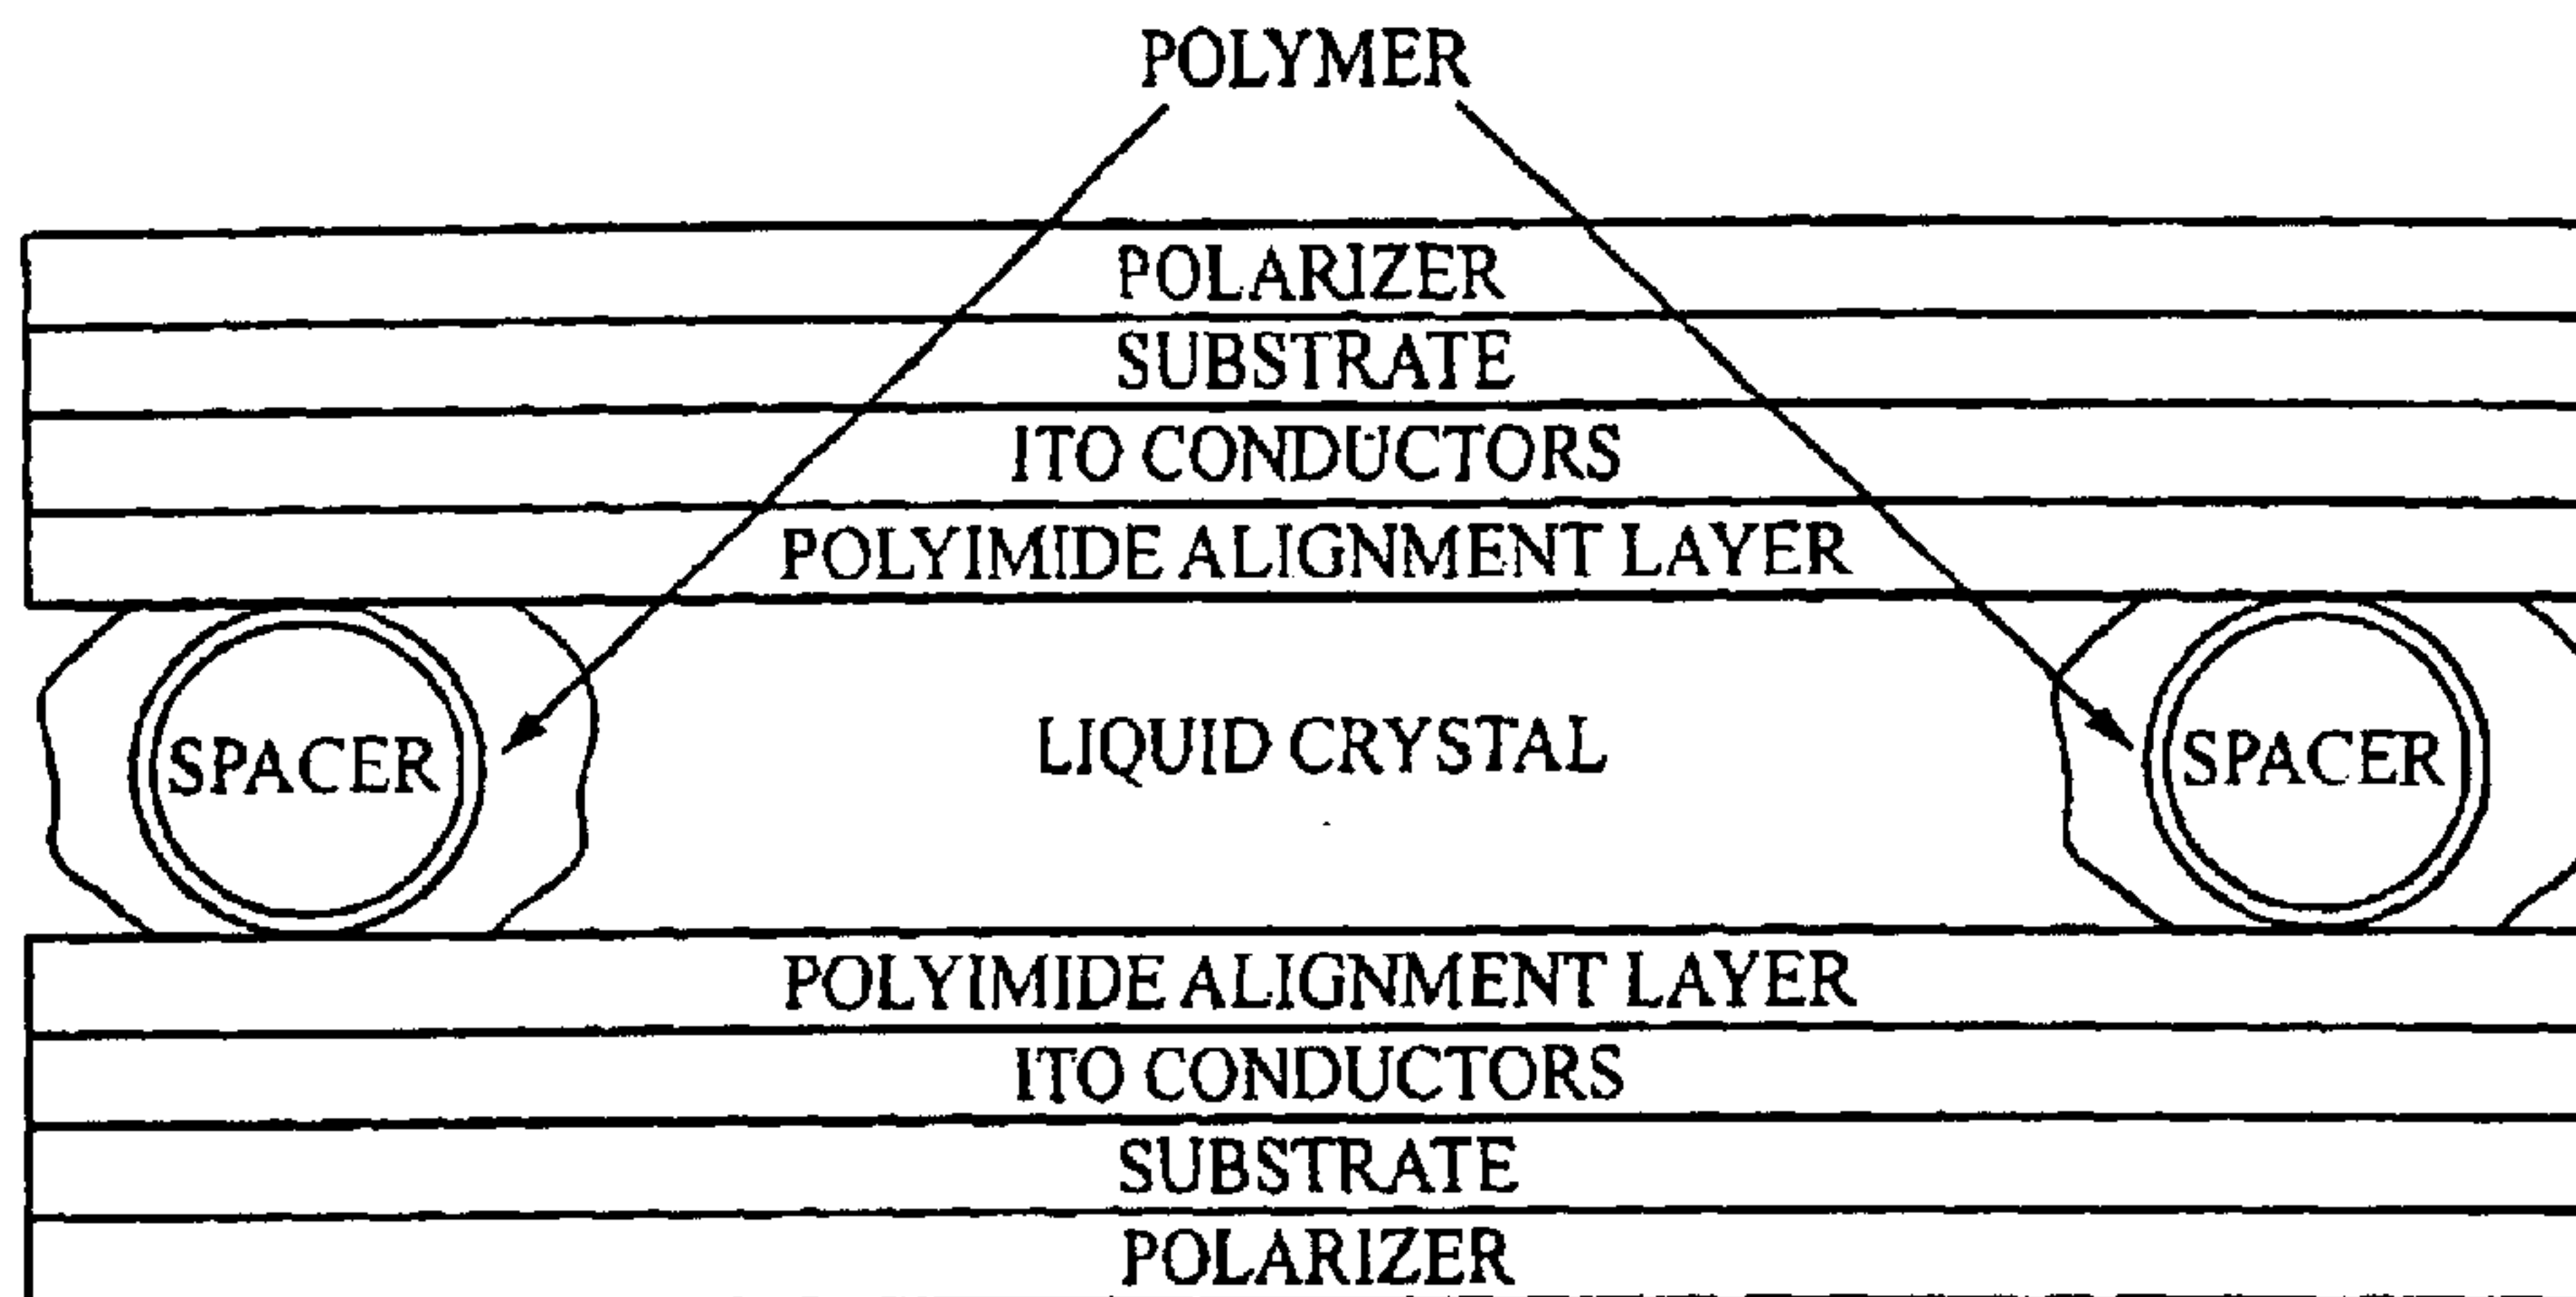 POLYMER
POLARIZER
SUBSTRATE
ITO CONDUCTORS
POLYIMIDE ALIGNMENT LAYER
SPACER
LIQUID CRYSTAL
SPACER
POLYIMIDE ALIGNMENT LAYER
ITO CONDUCTORS
SUBSTRATE
POLARIZER